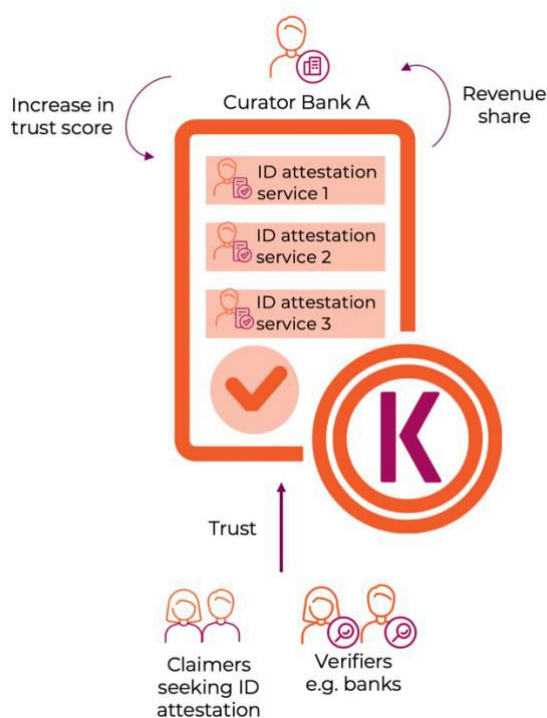 Curator Bank A
Increase in
trust score
Revenue
share
ID attestation
service 1
ID attestation
service 2
ID attestation
service 3
K
Trust
Claimers
seeking ID
attestation
Verifiers
e.g. banks